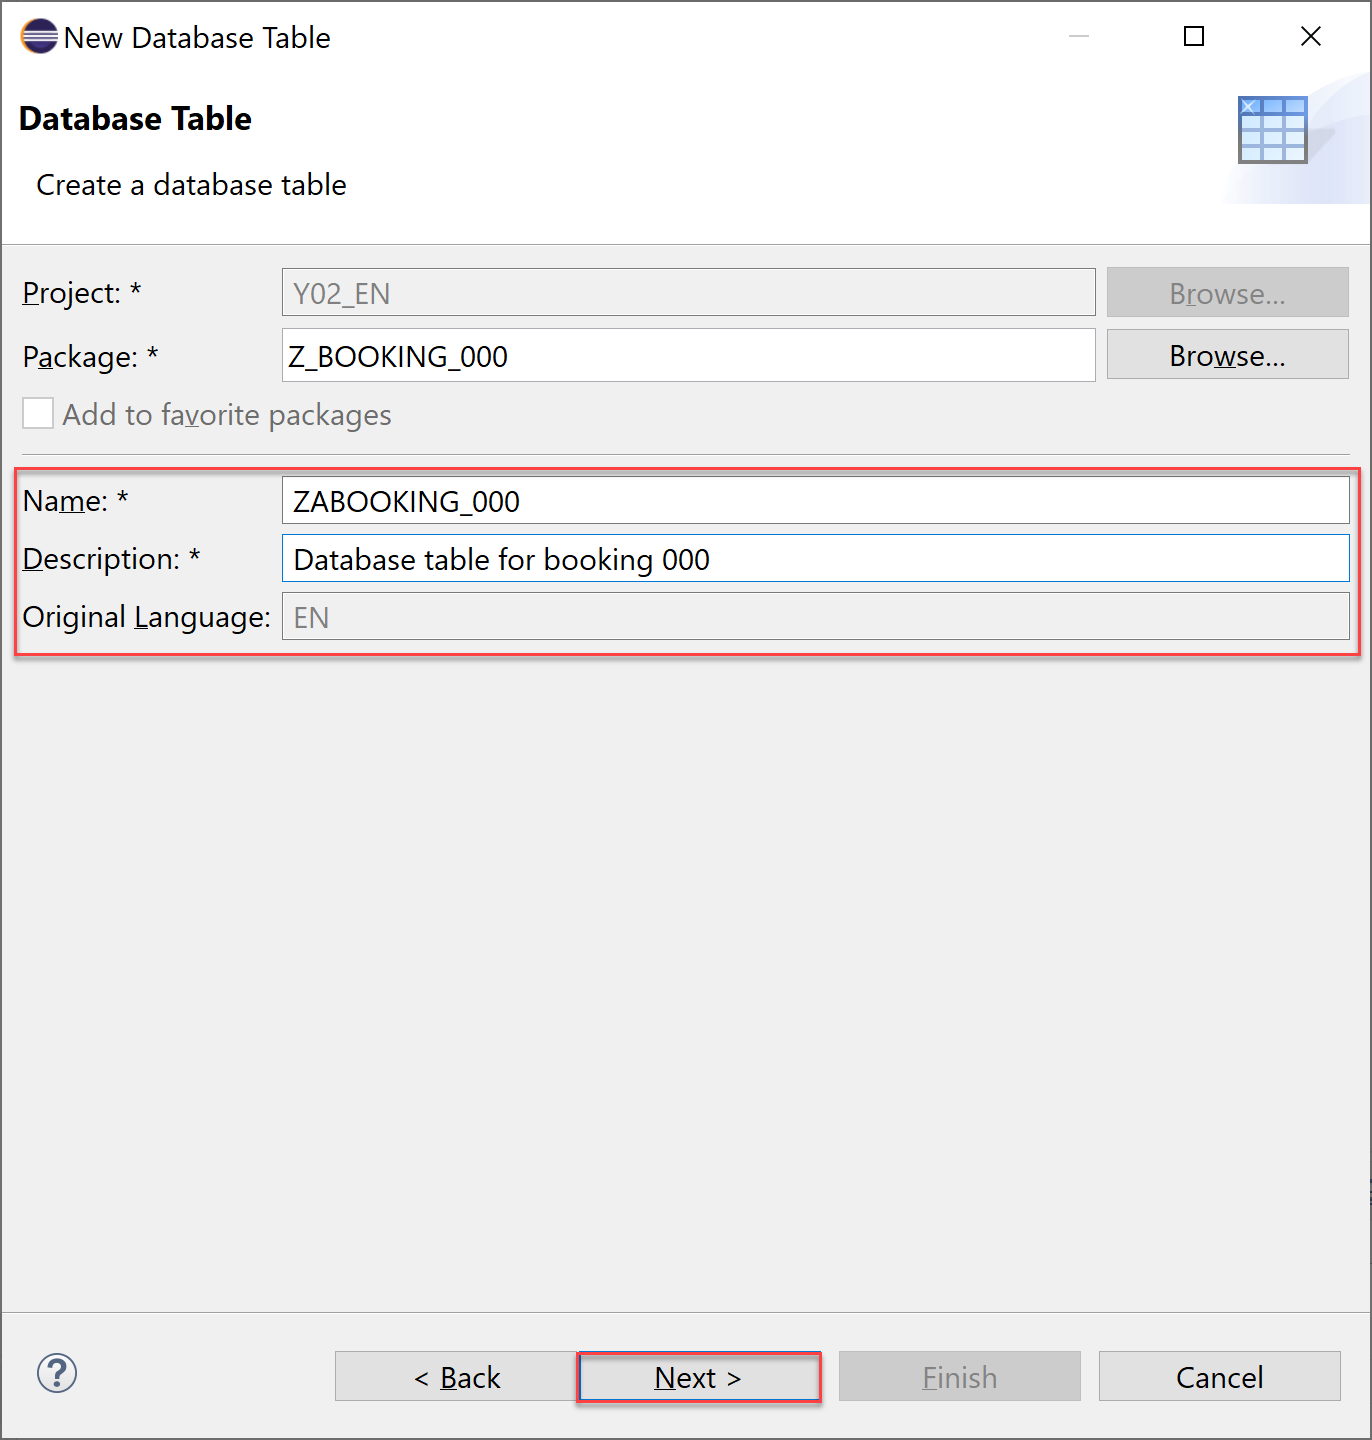 New Database Table
Database Table
Create a database table
Project: * Y02_EN Browse...
Package: * Z_BOOKING_000 Browse...
Add to favorite packages
Name: * ZABOOKING_000
Description: * Database table for booking 000
Original Language: EN
? < Back Next > Finish Cancel